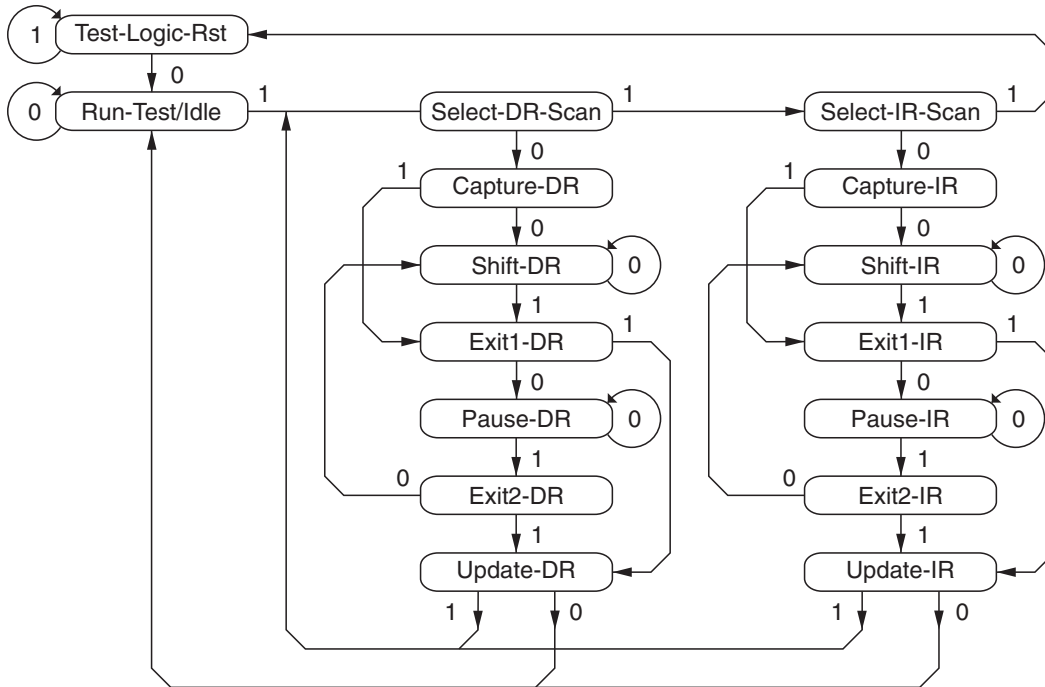 1 Test-Logic-Rst
0
0 Run-Test/Idle 1 Select-DR-Scan 1 Select-IR-Scan 1
0 0
1 Capture-DR 1 Capture-IR
0 0
Shift-DR 0 Shift-IR 0
1 1
Exit1-DR 1 Exit1-IR 1
0 0
Pause-DR 0 Pause-IR 0
1 1
0 Exit2-DR 0 Exit2-IR
1 1
Update-DR Update-IR
1 0 1 0